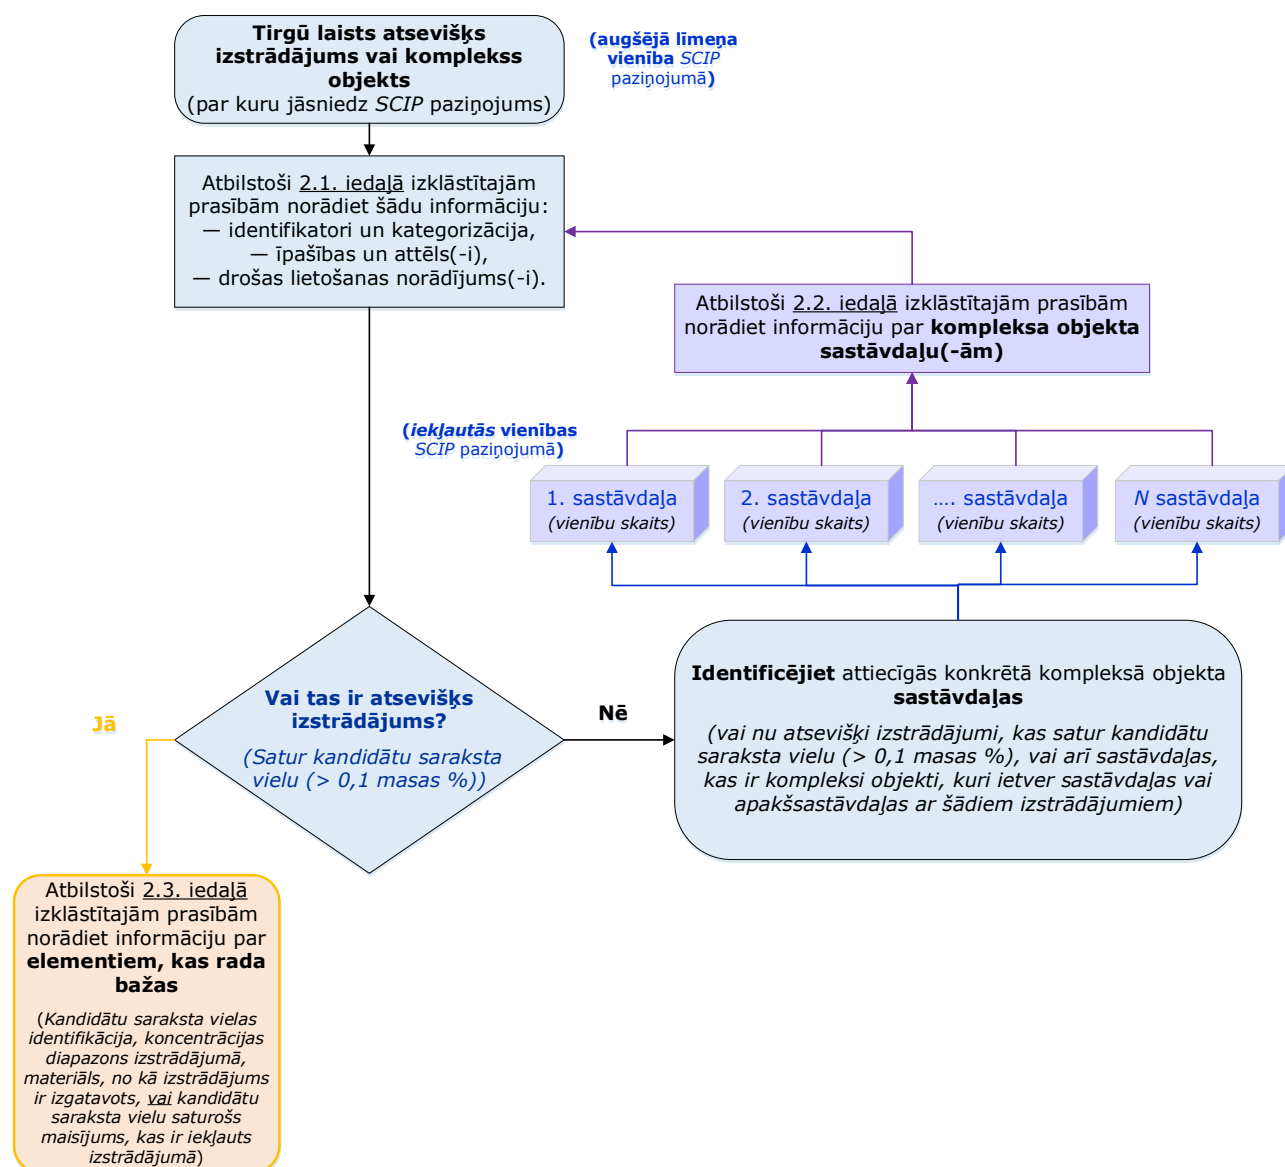 Tirgū laists atsevišķs
izstrādājums vai komplekss
objekts
(par kuru jāsniedz SCIP paziņojums)
(augšējā līmeņa
vienība SCIP
paziņojumā)
Atbilstoši 2.1. iedaļā izklāstītajām
prasībām norādiet šādu informāciju:
— identifikatori un kategorizācija,
— īpašības un attēls(-i),
— drošas lietošanas norādījums(-i).
Atbilstoši 2.2. iedaļā izklāstītajām prasībām
norādiet informāciju par kompleksa objekta
sastāvdaļu(-ām)
(iekļautās vienības
SCIP paziņojumā)
1. sastāvdaļa
(vienību skaits)
2. sastāvdaļa
(vienību skaits)
…. sastāvdaļa
(vienību skaits)
N sastāvdaļa
(vienību skaits)
Vai tas ir atsevišķs
izstrādājums?
(Satur kandidātu saraksta
vielu (> 0,1 masas %))
Jā
Nē
Identificējiet attiecīgās konkrētā kompleksā objekta
sastāvdaļas
(vai nu atsevišķi izstrādājumi, kas satur kandidātu
saraksta vielu (> 0,1 masas %), vai arī sastāvdaļas,
kas ir kompleksi objekti, kuri ietver sastāvdaļas vai
apakšsastāvdaļas ar šādiem izstrādājumiem)
Atbilstoši 2.3. iedaļā
izklāstītajām prasībām
norādiet informāciju par
elementiem, kas rada
bažas
(Kandidātu saraksta vielas
identifikācija, koncentrācijas
diapazons izstrādājumā,
materiāls, no kā izstrādājums
ir izgatavots, vai kandidātu
saraksta vielu saturošs
maisījums, kas ir iekļauts
izstrādājumā)